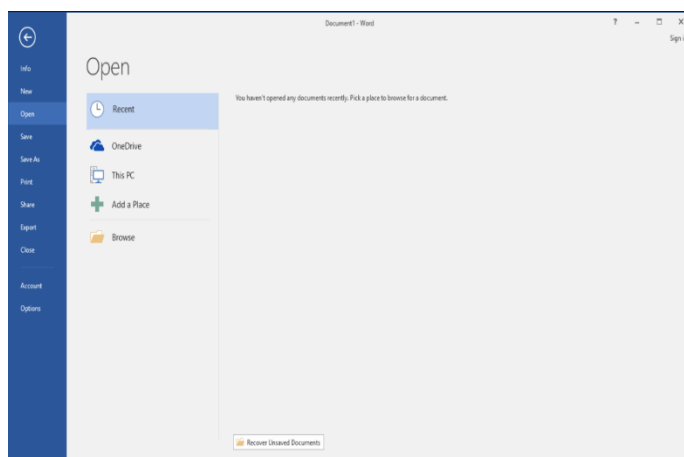 Document1 - Word
?
Sign i
Info
New
Open
Save
Save As
Print
Share
Export
Close
Account
Options
Open
Recent
OneDrive
This PC
Add a Place
Browse
You haven't opened any documents recently. Pick a place to browse for a document.
Recover Unsaved Documents